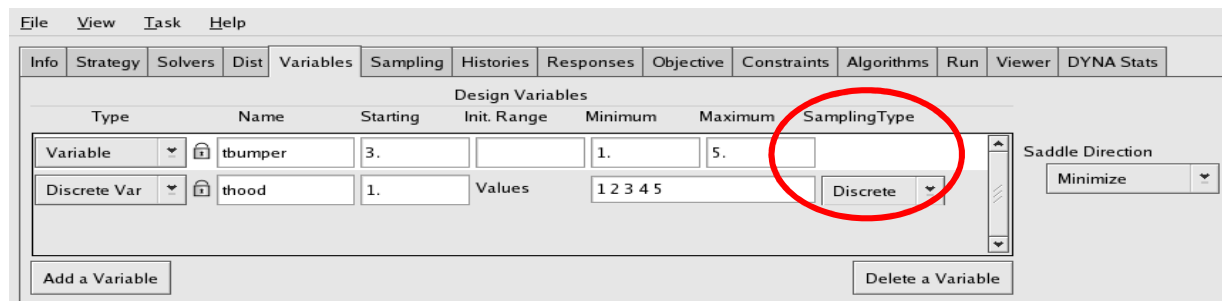 File View Task Help
Info Strategy Solvers Dist Variables Sampling Histories Responses Objective Constraints Algorithms Run Viewer DYNA Stats
Design Variables
Type Name Starting Init. Range Minimum Maximum SamplingType
Variable tbumper 3. 1. 5.
Saddle Direction
Discrete Var thood 1. Values 1 2 3 4 5 Discrete
Minimize
Add a Variable Delete a Variable